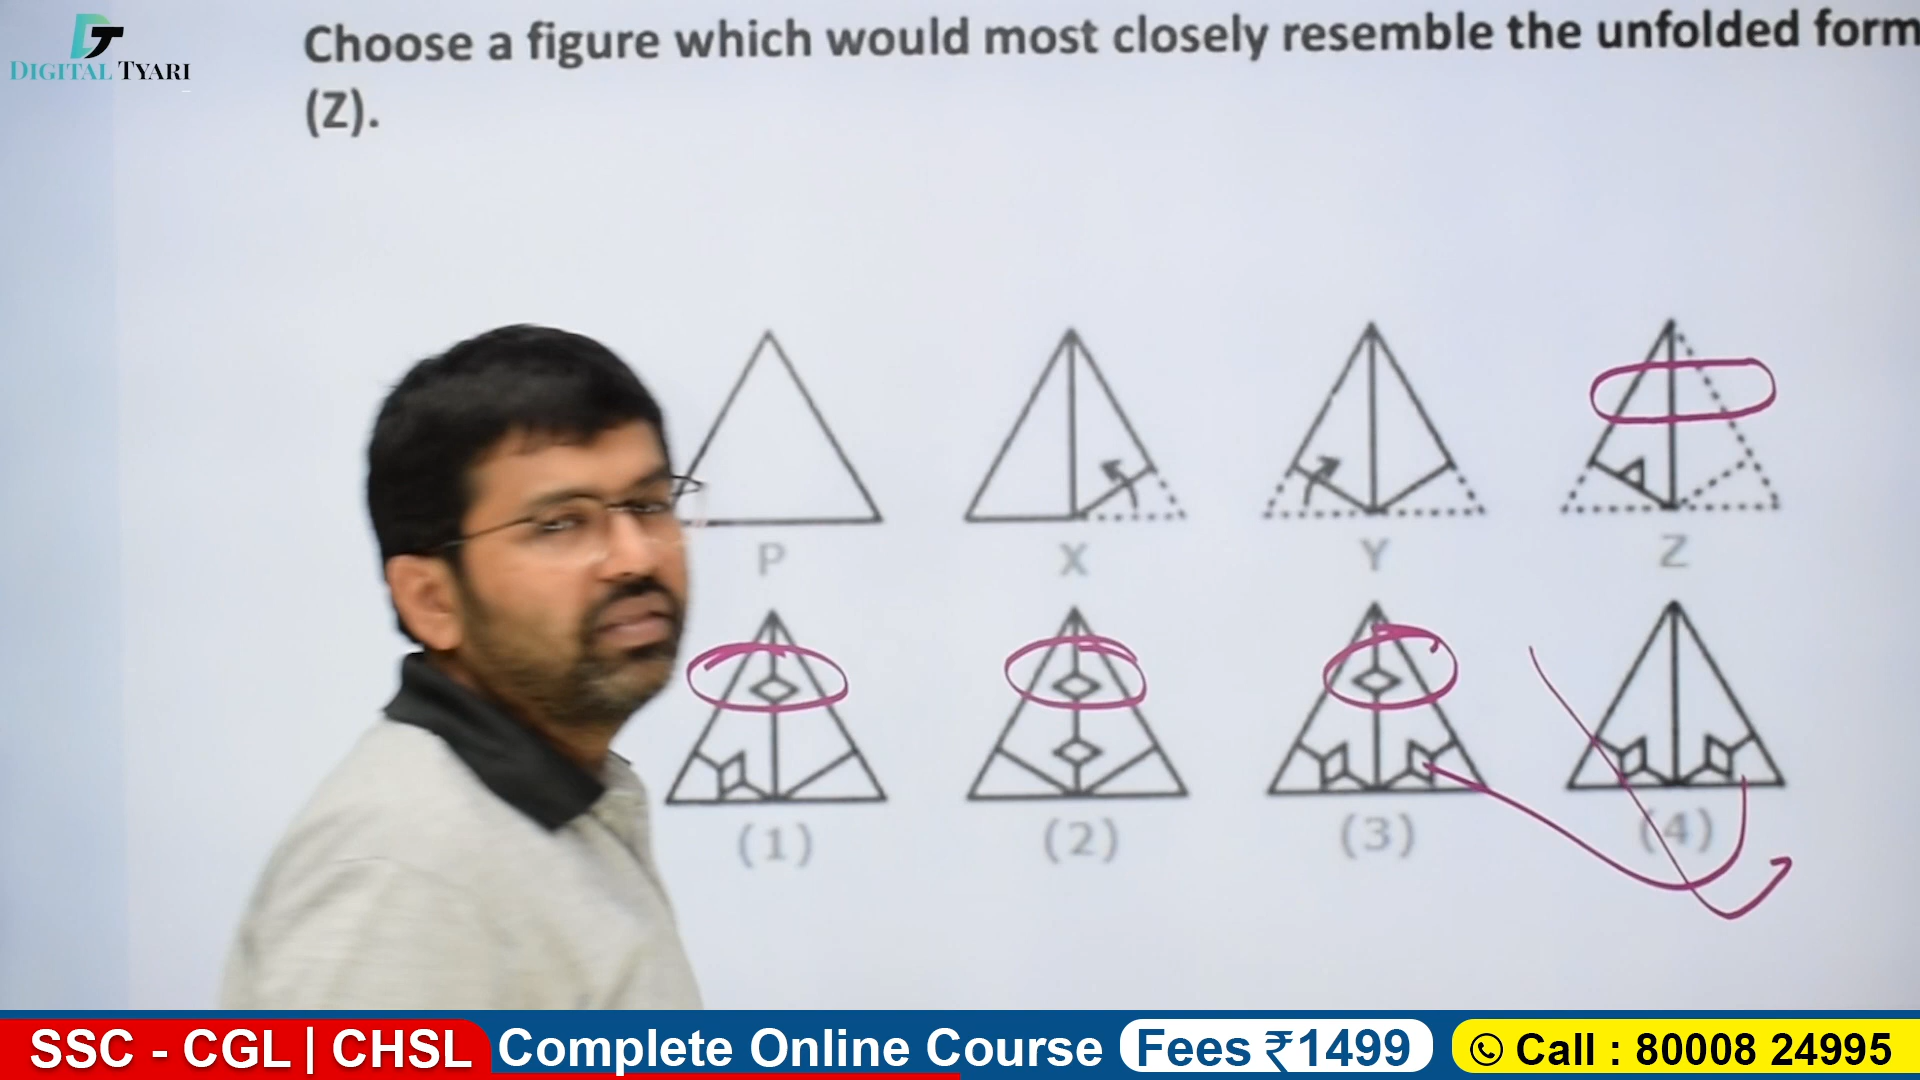 DT
DIGITAL TYARI
Choose a figure which would most closely resemble the unfolded form
(Z).
P
X
Y
Z
(1)
(2)
(3)
(4)
SSC - CGL | CHSL
Complete Online Course
Fees ₹1499
Call : 80008 24995